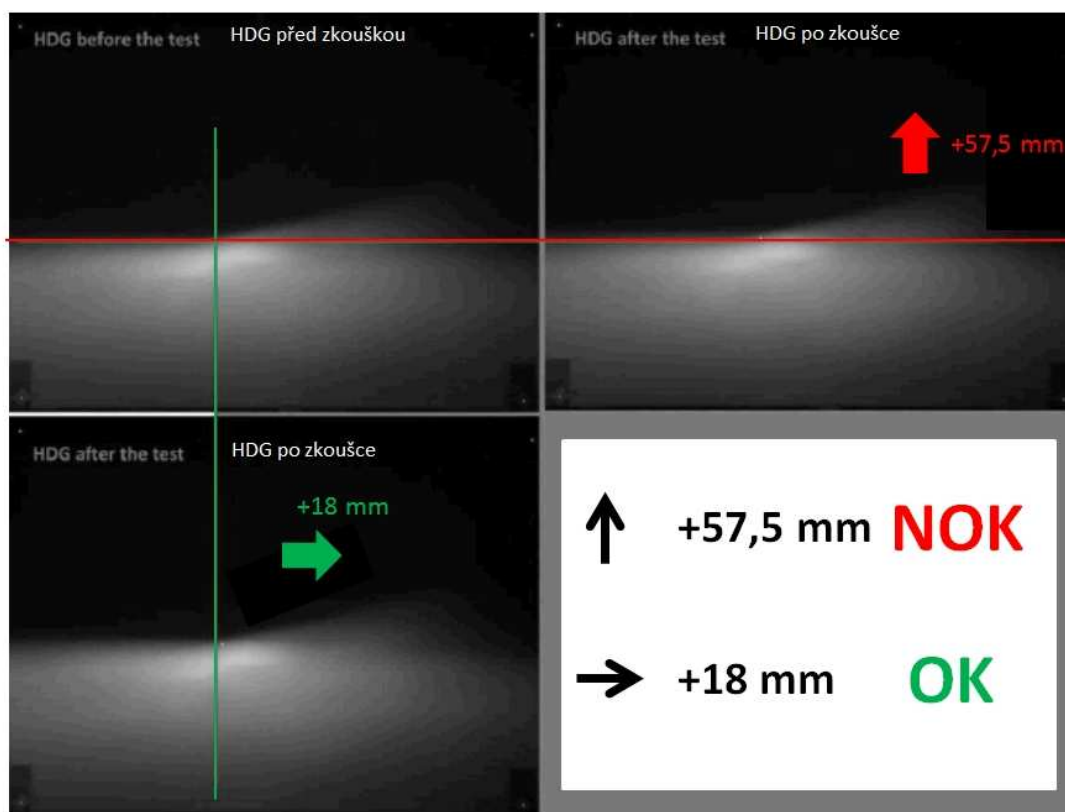 HDG before the test
HDG před zkouškou
HDG after the test
HDG po zkoušce
+57,5 mm
HDG after the test
HDG po zkoušce
+18 mm
+57,5 mm NOK
+18 mm OK